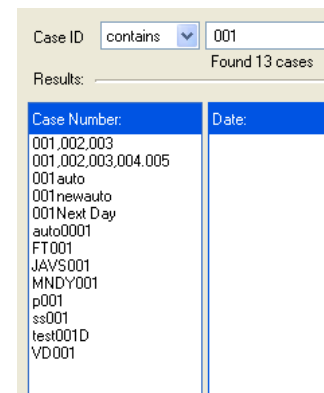 Case ID contains 001
Found 13 cases
Results:
Case Number: Date:
001,002,003
001,002,003,004.005
001auto
001newauto
001Next Day
auto0001
FT001
JAVS001
MNDY001
p001
ss001
test001D
VD001